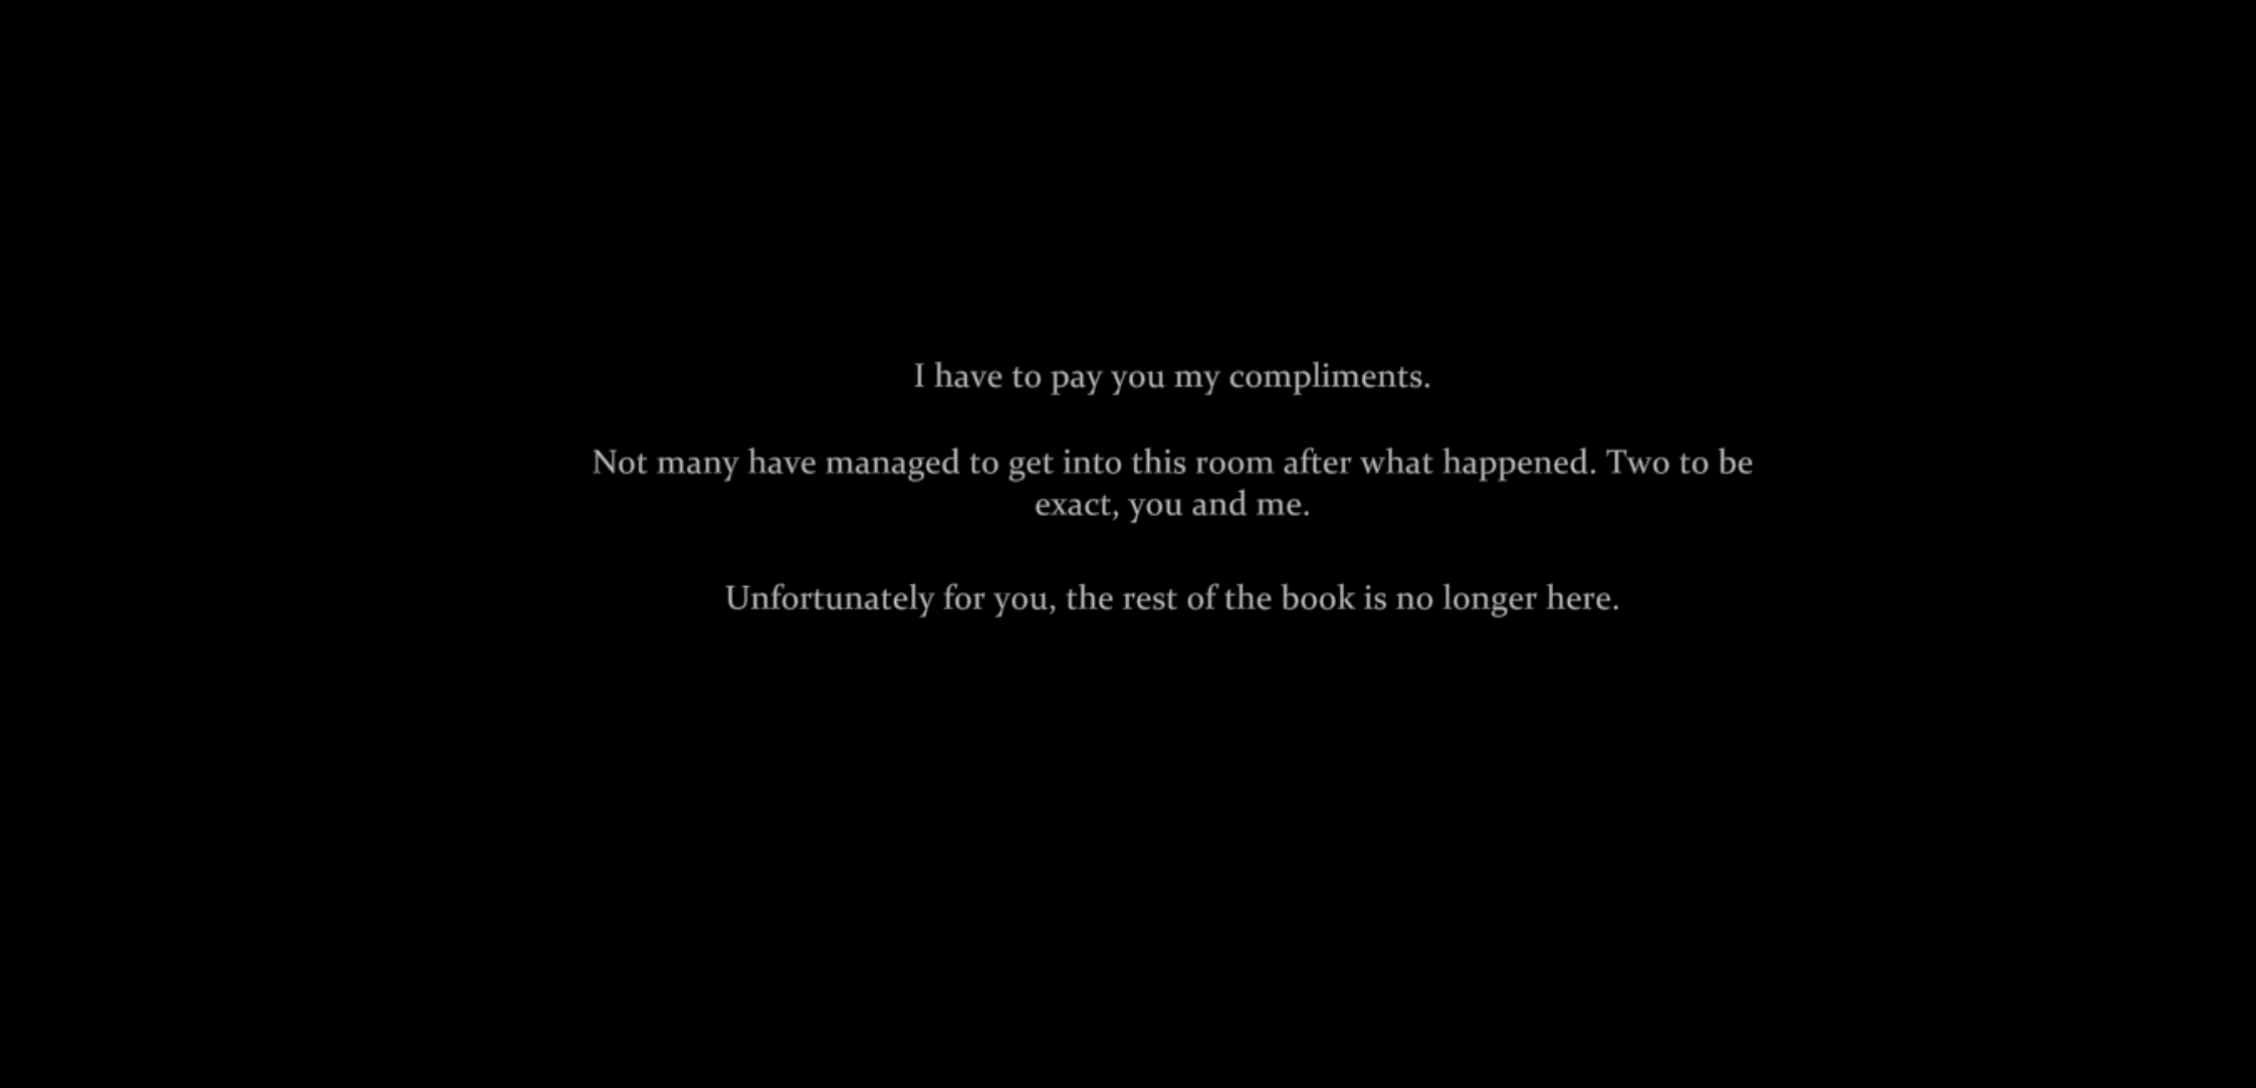 I have to pay you my compliments.
Not many have managed to get into this room after what happened. Two to be
exact, you and me.
Unfortunately for you, the rest of the book is no longer here.